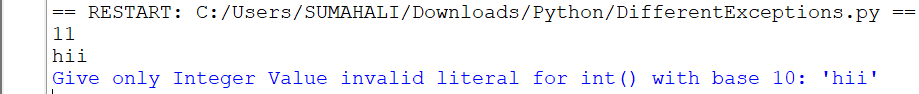 == RESTART: C:/Users/SUMAHALI/Downloads/Python/DifferentExceptions.py ==
11
hii
Give only Integer Value invalid literal for int() with base 10: 'hii'